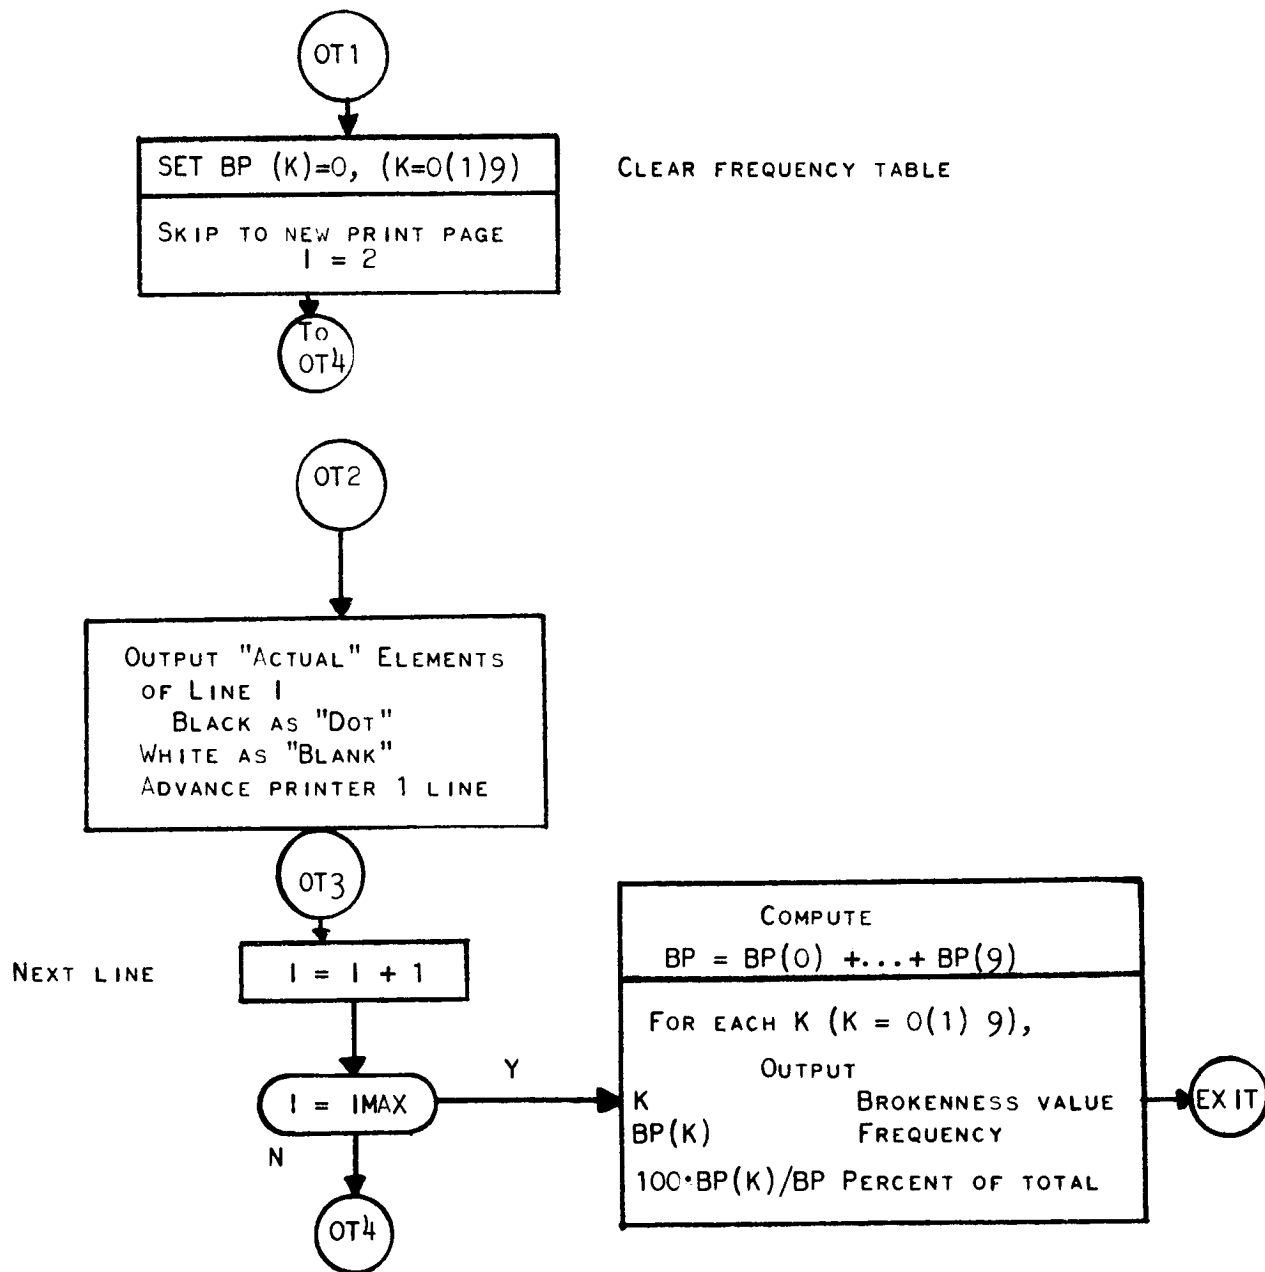 OT1
SET BP (K)=0, (K=0(1)9)
CLEAR FREQUENCY TABLE
SKIP TO NEW PRINT PAGE
I = 2
TO
OT4
OT2
OUTPUT "ACTUAL" ELEMENTS
OF LINE I
BLACK AS "DOT"
WHITE AS "BLANK"
ADVANCE PRINTER 1 LINE
OT3
NEXT LINE
I = I + 1
I = IMAX
Y
N
OT4
COMPUTE
BP = BP(0) +...+ BP(9)
FOR EACH K (K = 0(1) 9),
OUTPUT
K BROKENNESS VALUE
BP(K) FREQUENCY
100·BP(K)/BP PERCENT OF TOTAL
EXIT